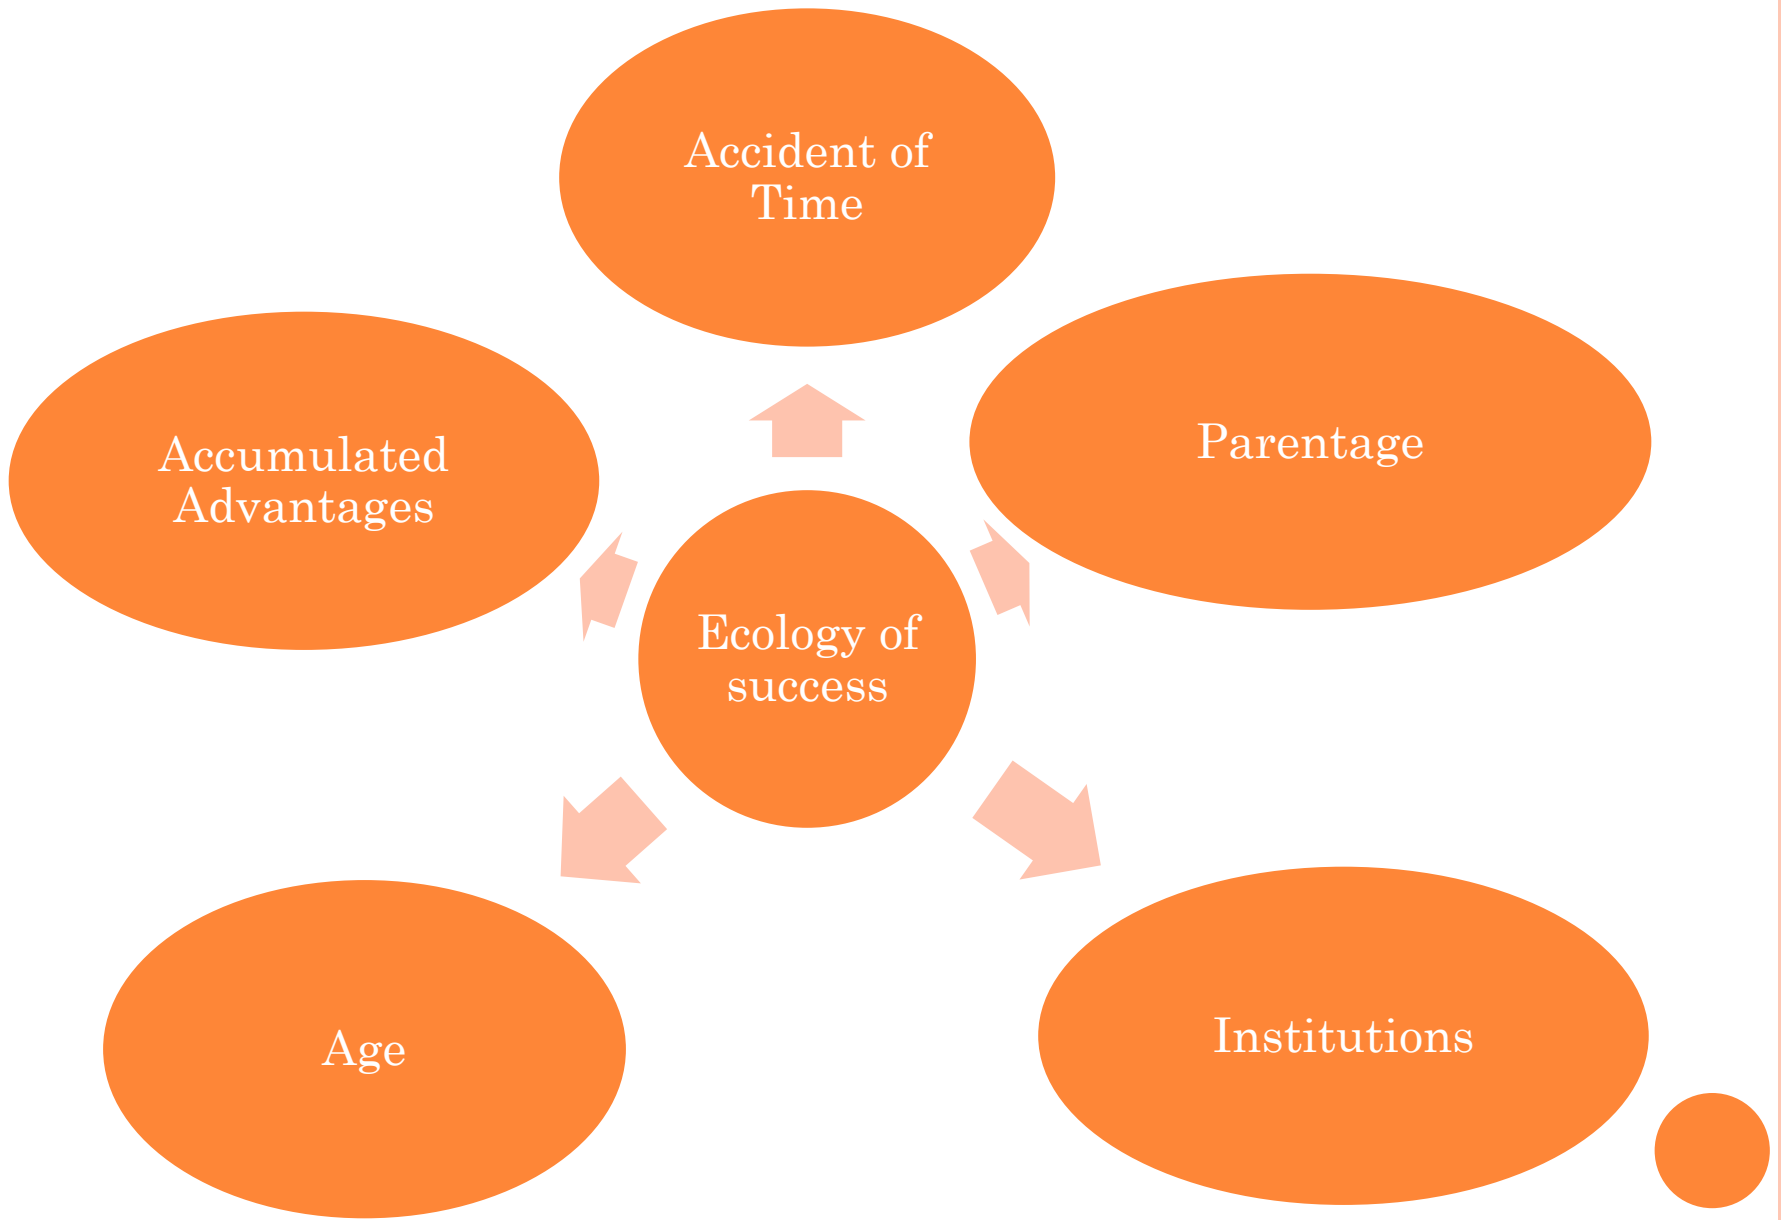 Accident of
Time
Parentage
Accumulated
Advantages
Ecology of
success
Age
Institutions